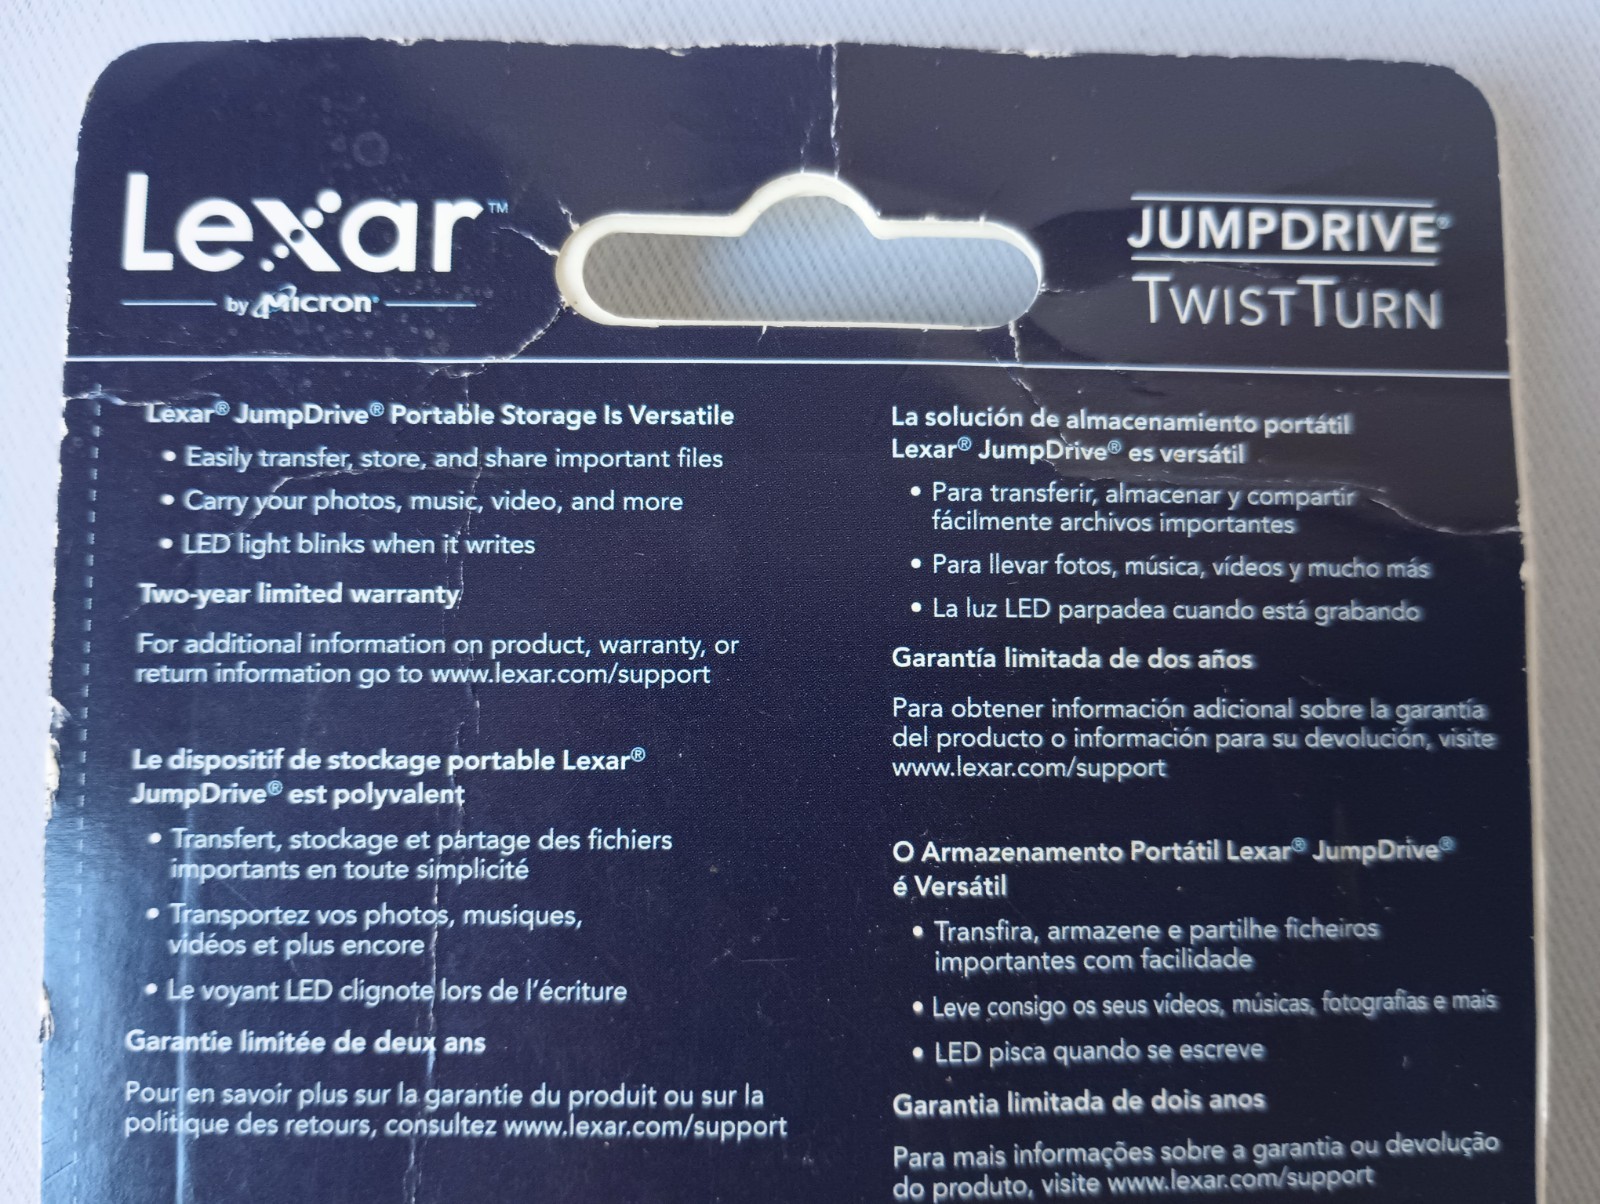 Lexar™
by Micron®
JUMPDRIVE®
TWISTTURN
Lexar® JumpDrive® Portable Storage Is Versatile
• Easily transfer, store, and share important files
• Carry your photos, music, video, and more
• LED light blinks when it writes
Two-year limited warranty
For additional information on product, warranty, or
return information go to www.lexar.com/support
Le dispositif de stockage portable Lexar®
JumpDrive® est polyvalent
• Transfert, stockage et partage des fichiers
importants en toute simplicité
• Transportez vos photos, musiques,
vidéos et plus encore
• Le voyant LED clignote lors de l'écriture
Garantie limitée de deux ans
Pour en savoir plus sur la garantie du produit ou sur la
politique des retours, consultez www.lexar.com/support
La solución de almacenamiento portátil
Lexar® JumpDrive® es versátil
• Para transferir, almacenar y compartir
fácilmente archivos importantes
• Para llevar fotos, música, vídeos y mucho más
• La luz LED parpadea cuando está grabando
Garantía limitada de dos años
Para obtener información adicional sobre la garantía
del producto o información para su devolución, visite
www.lexar.com/support
O Armazenamento Portátil Lexar® JumpDrive®
é Versátil
• Transfira, armazene e partilhe ficheiros
importantes com facilidade
• Leve consigo os seus vídeos, músicas, fotografias e mais
• LED pisca quando se escreve
Garantia limitada de dois anos
Para mais informações sobre a garantia ou devolução
do produto, visite www.lexar.com/support